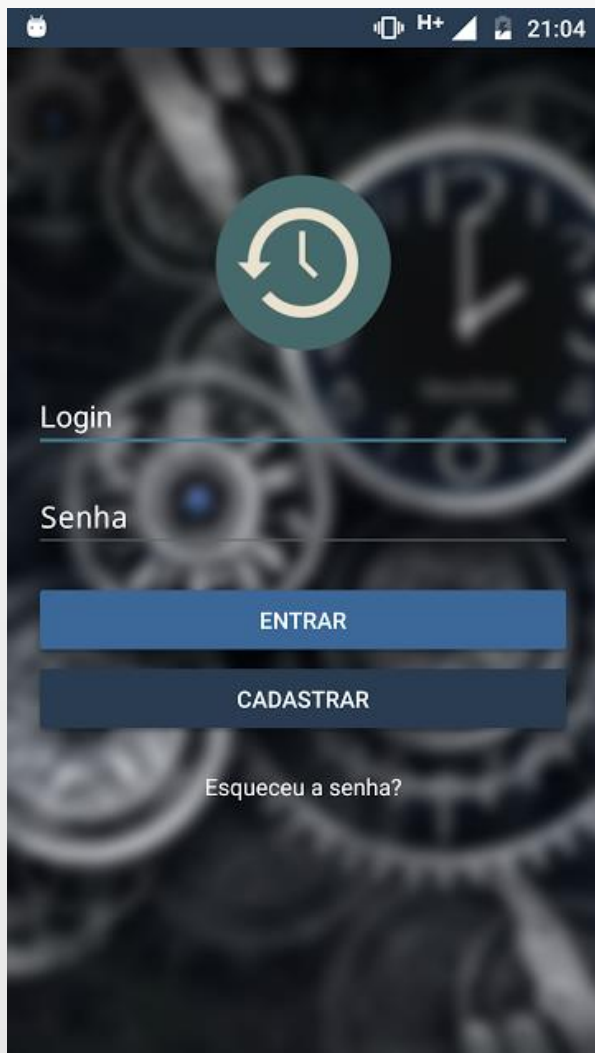 H+ 21:04
Login
Senha
ENTRAR
CADASTRAR
Esqueceu a senha?